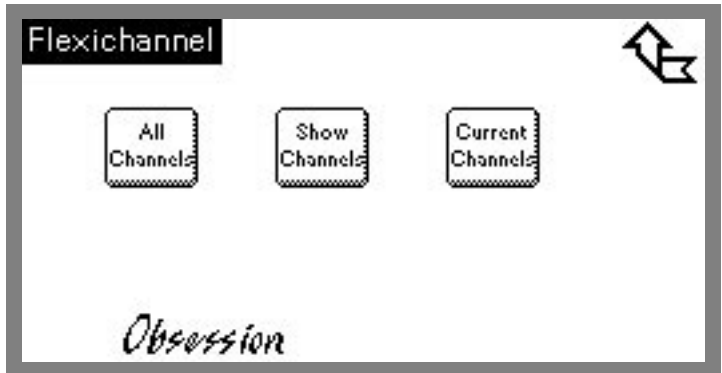 Flexichannel
All
Channels
Show
Channels
Current
Channels
Obsession